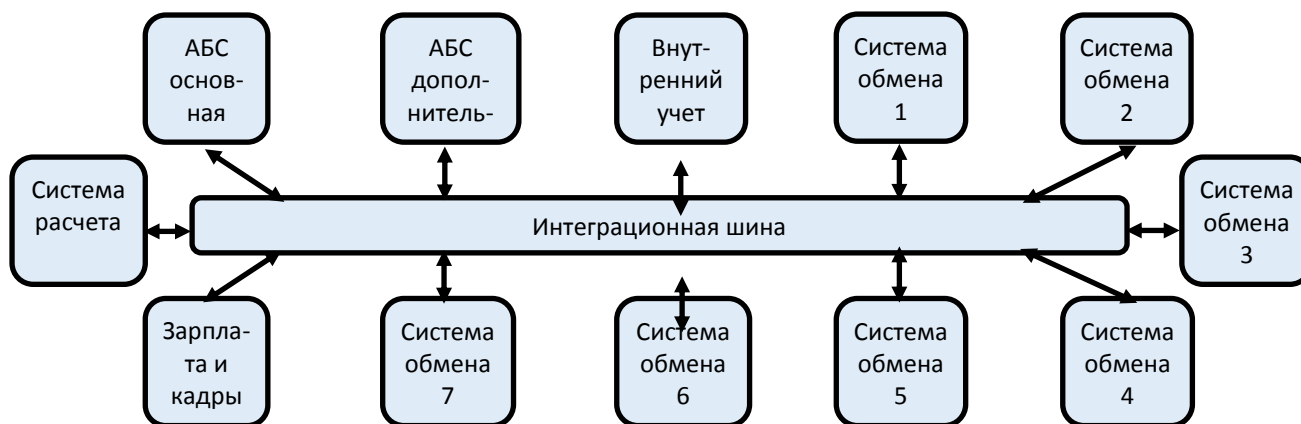 АБС
основ-
ная
АБС
дополни-
нитель-
Внут-
ренний
учет
Система
обмена
1
Система
обмена
2
Система
расчета
Интеграционная шина
Система
обмена
3
Зарпла-
та и
кадры
Система
обмена
7
Система
обмена
6
Система
обмена
5
Система
обмена
4